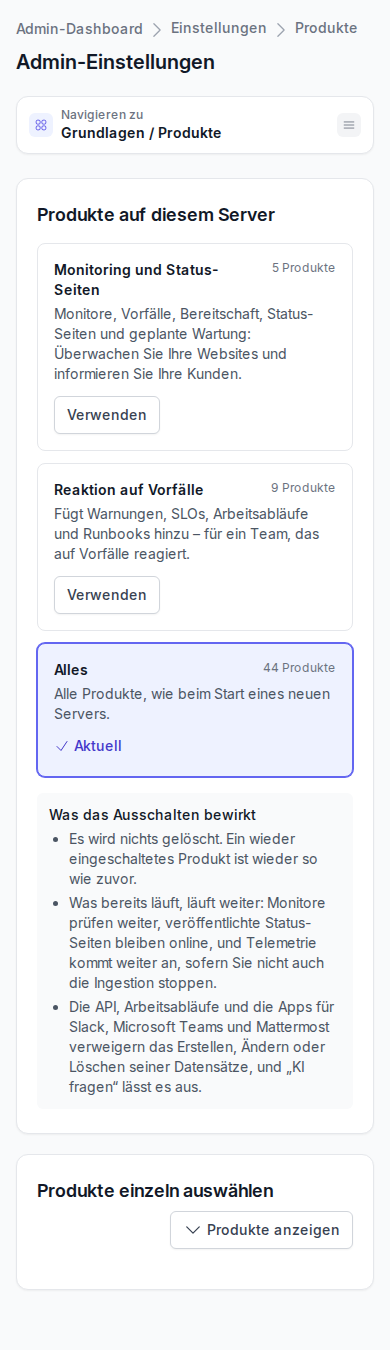 Admin-Dashboard
Einstellungen
Produkte
Admin-Einstellungen
Navigieren zu
Grundlagen / Produkte
Produkte auf diesem Server
Monitoring und Status-
Seiten
5 Produkte
Monitore, Vorfälle, Bereitschaft, Status-
Seiten und geplante Wartung:
Überwachen Sie Ihre Websites und
informieren Sie Ihre Kunden.
Verwenden
Reaktion auf Vorfälle
9 Produkte
Fügt Warnungen, SLOs, Arbeitsabläufe
und Runbooks hinzu – für ein Team, das
auf Vorfälle reagiert.
Verwenden
Alles
44 Produkte
Alle Produkte, wie beim Start eines neuen
Servers.
Aktuell
Was das Ausschalten bewirkt
Es wird nichts gelöscht. Ein wieder
eingeschaltetes Produkt ist wieder so
wie zuvor.
Was bereits läuft, läuft weiter: Monitore
prüfen weiter, veröffentlichte Status-
Seiten bleiben online, und Telemetrie
kommt weiter an, sofern Sie nicht auch
die Ingestion stoppen.
Die API, Arbeitsabläufe und die Apps für
Slack, Microsoft Teams und Mattermost
verweigern das Erstellen, Ändern oder
Löschen seiner Datensätze, und „KI
fragen“ lässt es aus.
Produkte einzeln auswählen
Produkte anzeigen